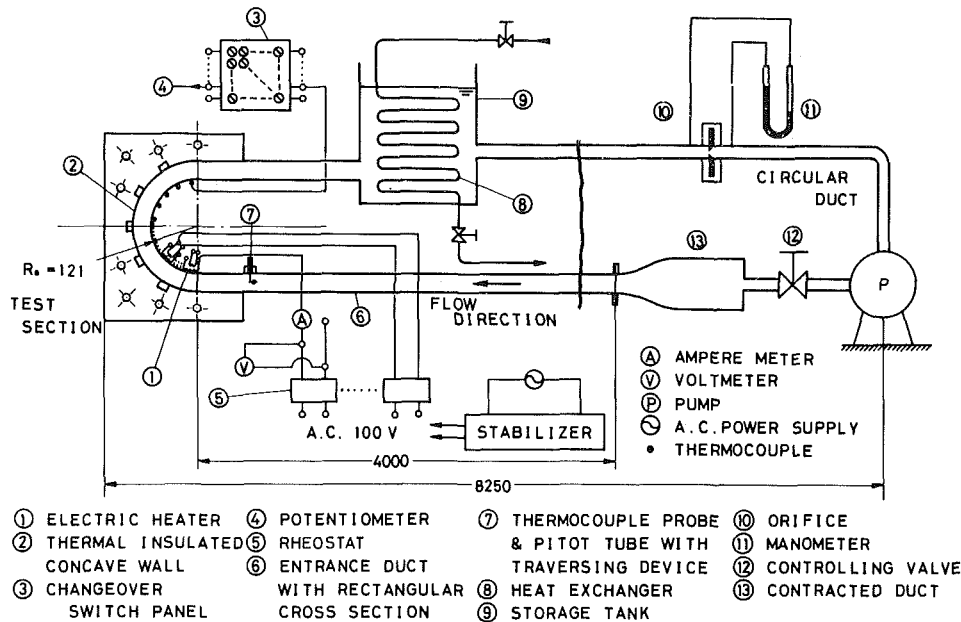 ③
④
⑨
⑩
⑪
②
⑧
CIRCULAR
DUCT
⑦
⑬
⑫
Rₒ=121
P
TEST
SECTION
FLOW
DIRECTION
⑥
A
V
①
⑤
A.C. 100 V
STABILIZER
Ⓐ AMPERE METER
Ⓥ VOLTMETER
Ⓟ PUMP
A.C. POWER SUPPLY
• THERMOCOUPLE
4000
8250
① ELECTRIC HEATER
② THERMAL INSULATED
CONCAVE WALL
③ CHANGEOVER
SWITCH PANEL
④ POTENTIOMETER
⑤ RHEOSTAT
⑥ ENTRANCE DUCT
WITH RECTANGULAR
CROSS SECTION
⑦ THERMOCOUPLE PROBE
& PITOT TUBE WITH
TRAVERSING DEVICE
⑧ HEAT EXCHANGER
⑨ STORAGE TANK
⑩ ORIFICE
⑪ MANOMETER
⑫ CONTROLLING VALVE
⑬ CONTRACTED DUCT